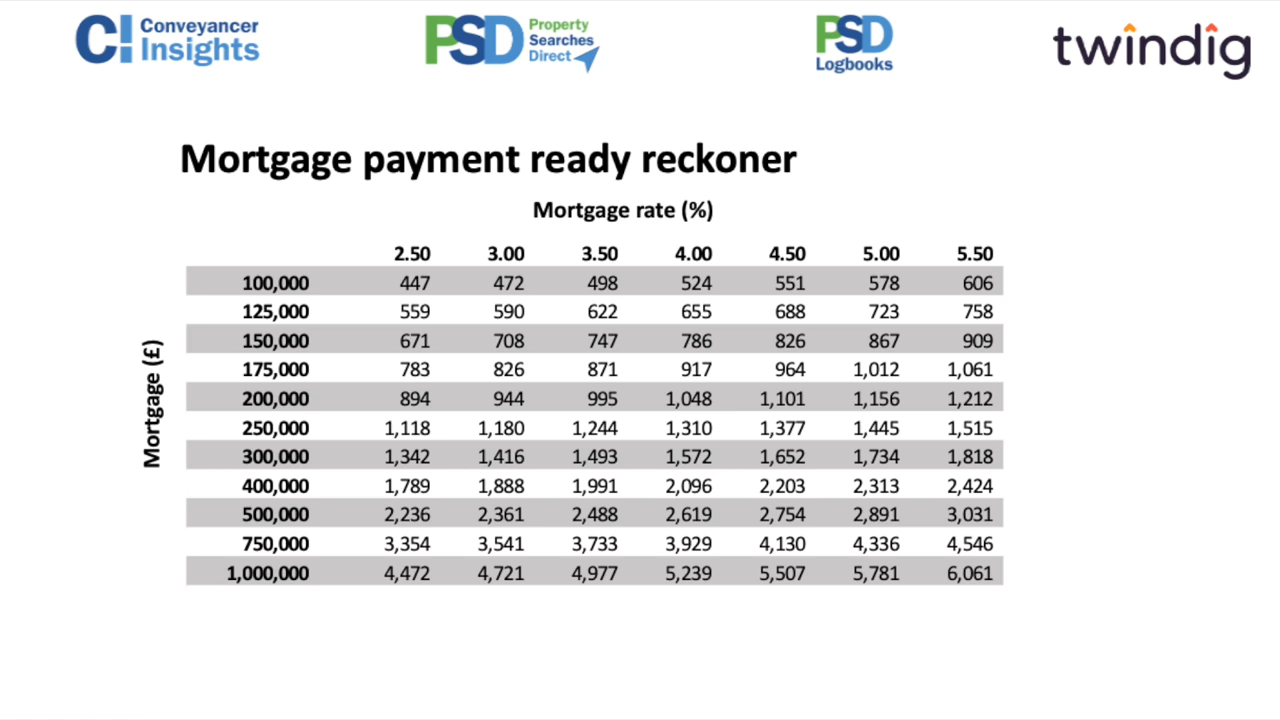 Conveyancer
CI Insights
PSD Property
Searches
Direct
PSD
Logbooks
twindig
Mortgage payment ready reckoner
Mortgage rate (%)
2.50 3.00 3.50 4.00 4.50 5.00 5.50
Mortgage (£)
100,000 447 472 498 524 551 578 606
125,000 559 590 622 655 688 723 758
150,000 671 708 747 786 826 867 909
175,000 783 826 871 917 964 1,012 1,061
200,000 894 944 995 1,048 1,101 1,156 1,212
250,000 1,118 1,180 1,244 1,310 1,377 1,445 1,515
300,000 1,342 1,416 1,493 1,572 1,652 1,734 1,818
400,000 1,789 1,888 1,991 2,096 2,203 2,313 2,424
500,000 2,236 2,361 2,488 2,619 2,754 2,891 3,031
750,000 3,354 3,541 3,733 3,929 4,130 4,336 4,546
1,000,000 4,472 4,721 4,977 5,239 5,507 5,781 6,061